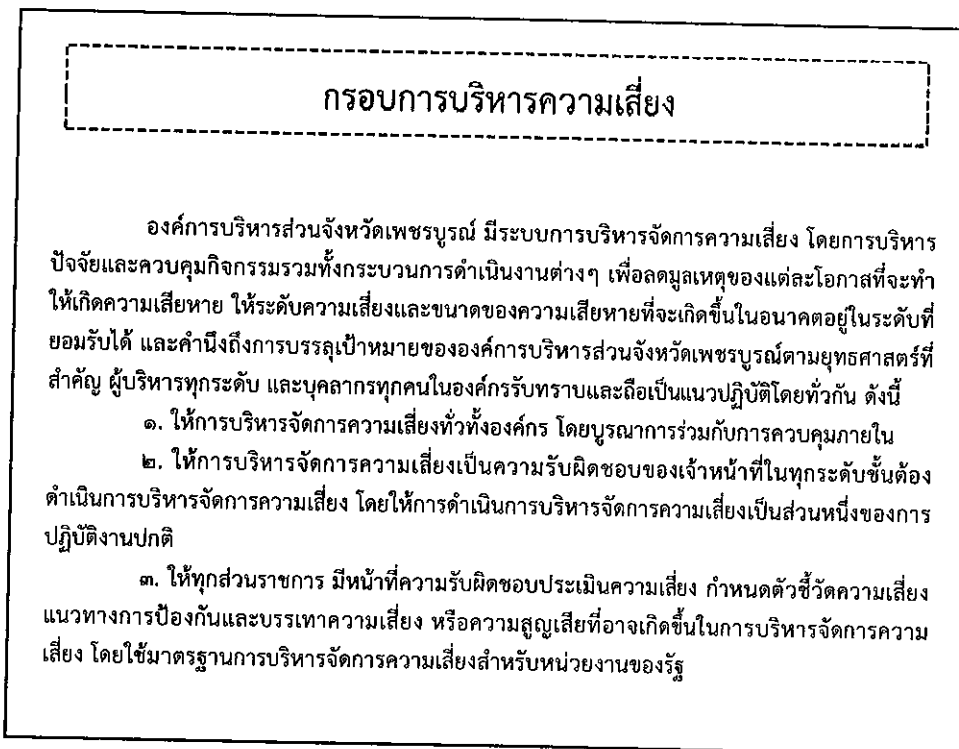 กรอบการบริหารความเสี่ยง
องค์การบริหารส่วนจังหวัดเพชรบูรณ์ มีระบบการบริหารจัดการความเสี่ยง โดยการบริหาร
ปัจจัยและควบคุมกิจกรรมรวมทั้งกระบวนการดำเนินงานต่างๆ เพื่อลดมูลเหตุของแต่ละโอกาสที่จะทำ
ให้เกิดความเสียหาย ให้ระดับความเสี่ยงและขนาดของความเสียหายที่จะเกิดขึ้นในอนาคตอยู่ในระดับที่
ยอมรับได้ และคำนึงถึงการบรรลุเป้าหมายขององค์การบริหารส่วนจังหวัดเพชรบูรณ์ตามยุทธศาสตร์ที่
สำคัญ ผู้บริหารทุกระดับ และบุคลากรทุกคนในองค์กรรับทราบและถือเป็นแนวปฏิบัติโดยทั่วกัน ดังนี้
๑. ให้การบริหารจัดการความเสี่ยงทั่วทั้งองค์กร โดยบูรณาการร่วมกับการควบคุมภายใน
๒. ให้การบริหารจัดการความเสี่ยงเป็นความรับผิดชอบของเจ้าหน้าที่ในทุกระดับชั้นต้อง
ดำเนินการบริหารจัดการความเสี่ยง โดยให้การดำเนินการบริหารจัดการความเสี่ยงเป็นส่วนหนึ่งของการ
ปฏิบัติงานปกติ
๓. ให้ทุกส่วนราชการ มีหน้าที่ความรับผิดชอบประเมินความเสี่ยง กำหนดตัวชี้วัดความเสี่ยง
แนวทางการป้องกันและบรรเทาความเสี่ยง หรือความสูญเสียที่อาจเกิดขึ้นในการบริหารจัดการความ
เสี่ยง โดยใช้มาตรฐานการบริหารจัดการความเสี่ยงสำหรับหน่วยงานของรัฐ